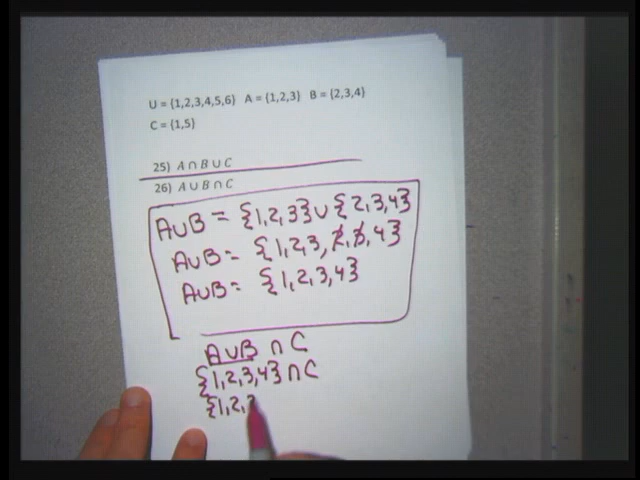 U = {1,2,3,4,5,6} A = {1,2,3} B = {2,3,4}
C = {1,5}
25) A ∩ B ∪ C
26) A ∪ B ∩ C
A∪B = {1,2,3} ∪ {2,3,4}
A∪B = {1,2,3,2,3,4}
A∪B = {1,2,3,4}
A∪B ∩ C
{1,2,3,4} ∩ C
{1,2,